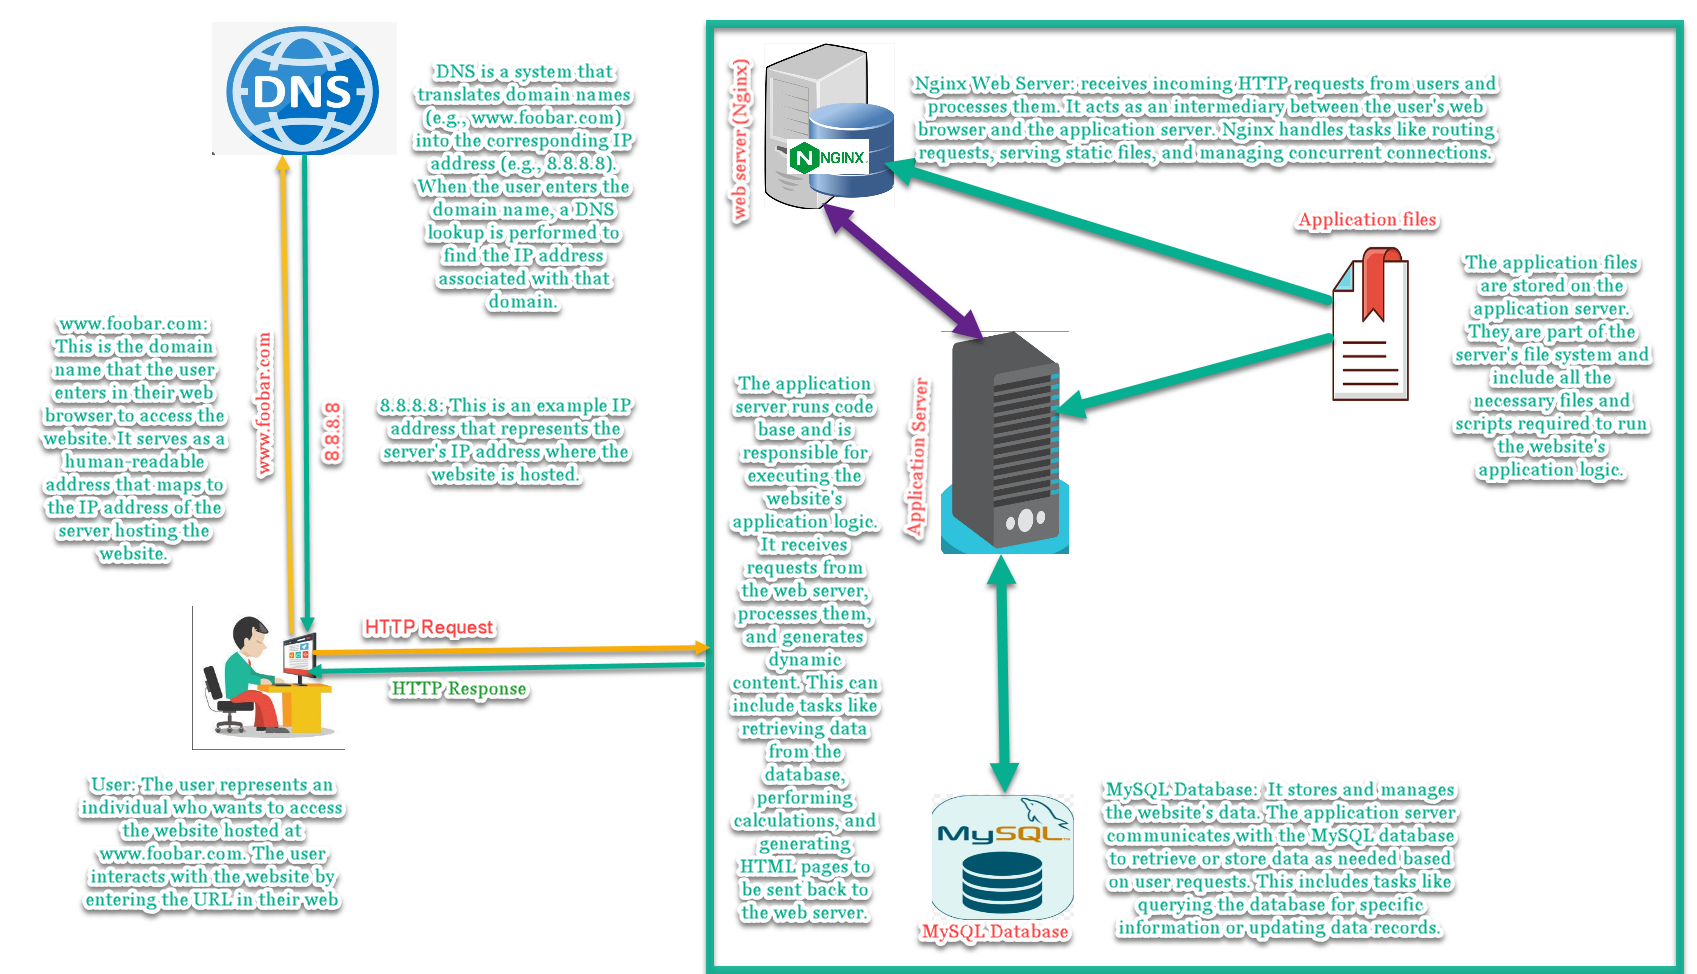 DNS
DNS is a system that
translates domain names
(e.g., www.foobar.com)
into the corresponding IP
address (e.g., 8.8.8.8).
When the user enters the
domain name, a DNS
lookup is performed to
find the IP address
associated with that
domain.
www.foobar.com:
This is the domain
name that the user
enters in their web
browser to access the
website. It serves as a
human-readable
address that maps to
the IP address of the
server hosting the
website.
www.foobar.com
8.8.8.8
8.8.8.8: This is an example IP
address that represents the
server's IP address where the
website is hosted.
HTTP Request
HTTP Response
User: The user represents an
individual who wants to access
the website hosted at
www.foobar.com. The user
interacts with the website by
entering the URL in their web
web server (Nginx)
NGINX
Nginx Web Server: receives incoming HTTP requests from users and
processes them. It acts as an intermediary between the user's web
browser and the application server. Nginx handles tasks like routing
requests, serving static files, and managing concurrent connections.
Application files
The application files
are stored on the
application server.
They are part of the
server's file system and
include all the
necessary files and
scripts required to run
the website's
application logic.
Application Server
The application
server runs code
base and is
responsible for
executing the
website's
application logic.
It receives
requests from
the web server,
processes them,
and generates
dynamic
content. This can
include tasks like
retrieving data
from the
database,
performing
calculations, and
generating
HTML pages to
be sent back to
the web server.
MySQL
MySQL Database
MySQL Database:  It stores and manages
the website's data. The application server
communicates with the MySQL database
to retrieve or store data as needed based
on user requests. This includes tasks like
querying the database for specific
information or updating data records.